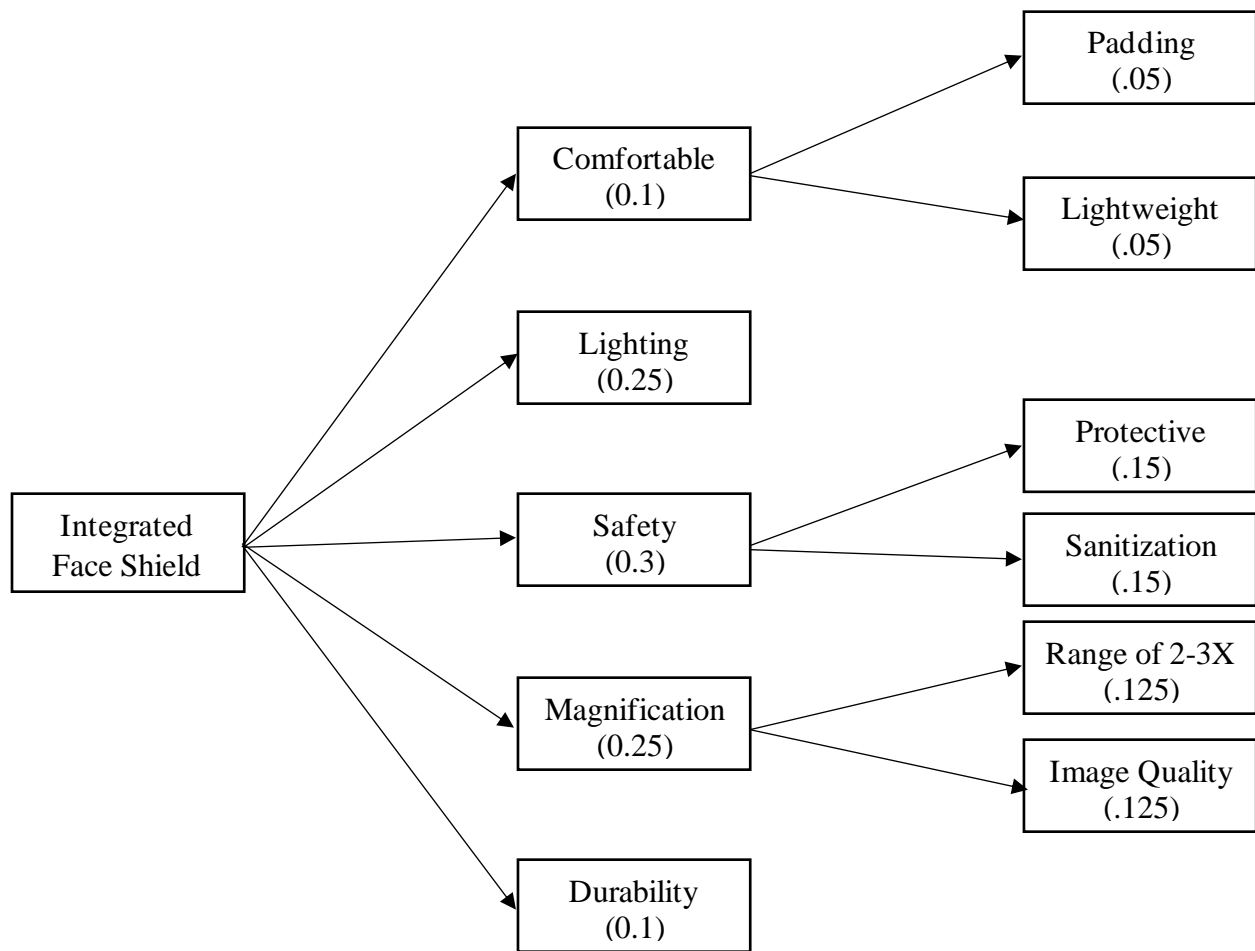 Padding
(.05)
Comfortable
(0.1)
Lightweight
(.05)
Lighting
(0.25)
Protective
(.15)
Integrated
Face Shield
Safety
(0.3)
Sanitization
(.15)
Range of 2-3X
(.125)
Magnification
(0.25)
Image Quality
(.125)
Durability
(0.1)